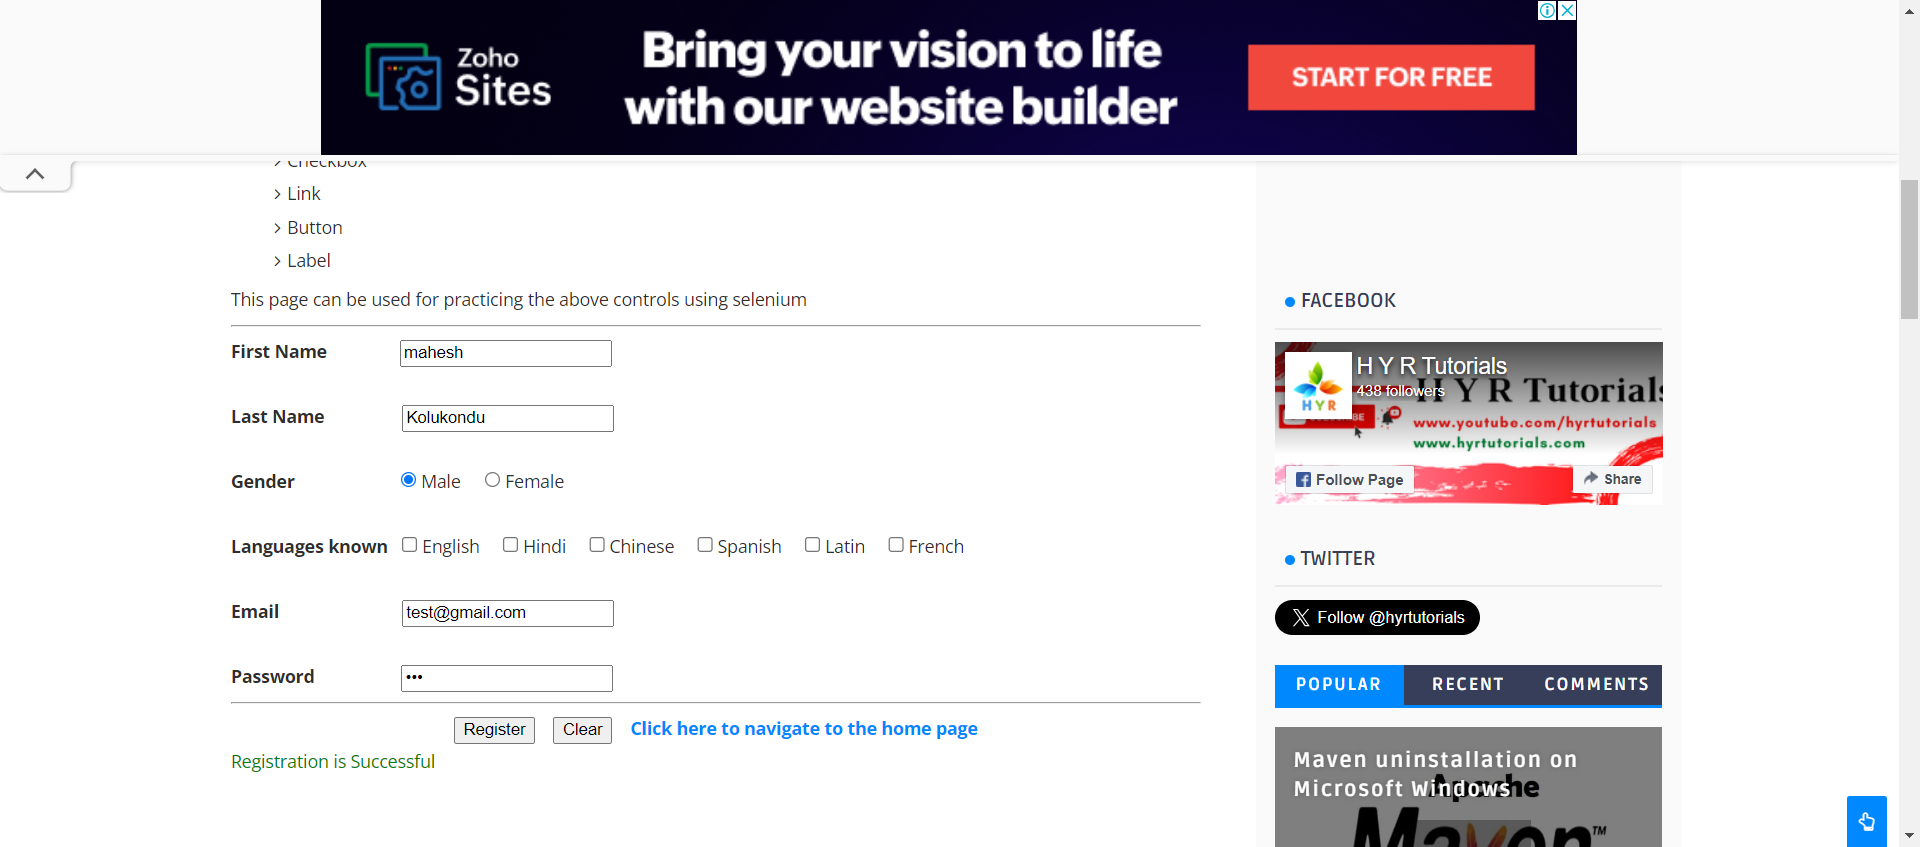 Zoho
Sites
Bring your vision to life
with our website builder
START FOR FREE
Checkbox
Link
Button
Label
This page can be used for practicing the above controls using selenium
First Name mahesh
Last Name Kolukondu
Gender Male Female
Languages known English Hindi Chinese Spanish Latin French
Email test@gmail.com
Password •••
Register Clear Click here to navigate to the home page
Registration is Successful
FACEBOOK
H Y R Tutorials
438 followers
H Y R Tutorials
HYR
www.youtube.com/hyrtutorials
www.hyrtutorials.com
Follow Page Share
TWITTER
Follow @hyrtutorials
POPULAR RECENT COMMENTS
Maven uninstallation on
Microsoft Windows
Apache
Maven™